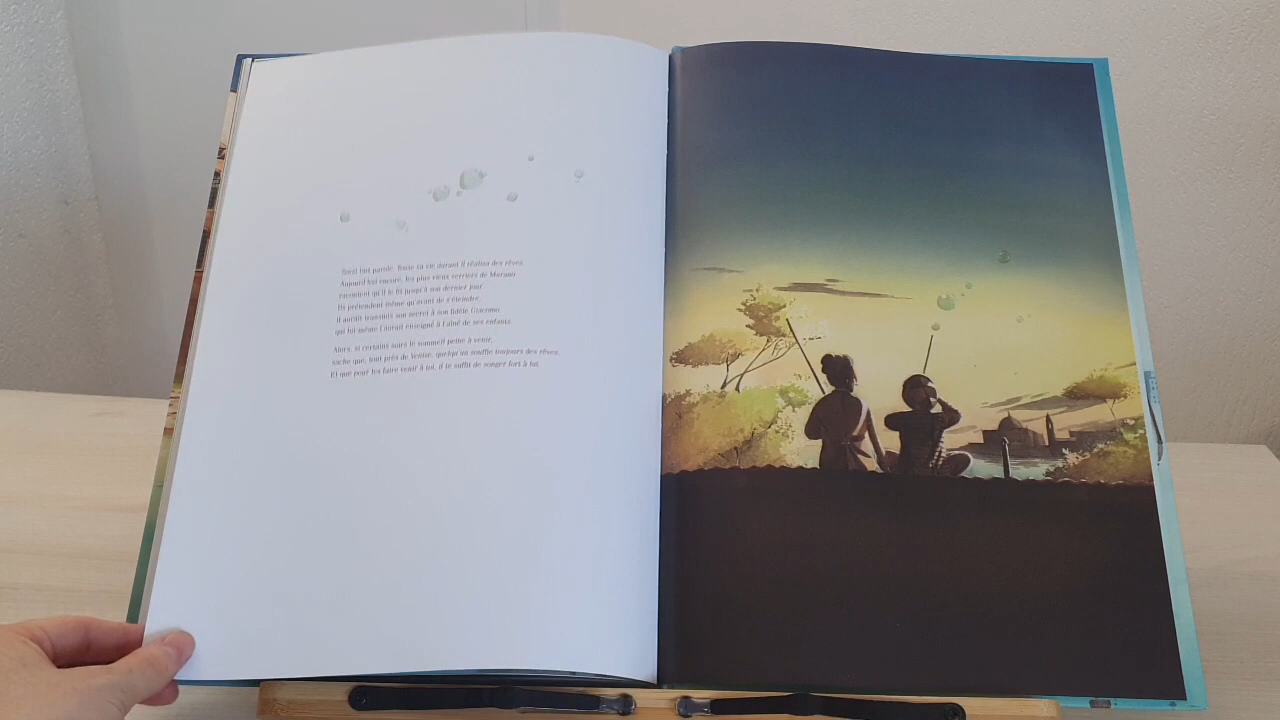 fut parole. Toute sa vie durant il réalisa des rêves.
Aujourd'hui encore, les plus vieux verriers de Murano
racontent qu'il le fit jusqu'à son dernier jour.
Ils prétendent même qu'avant de s'éteindre,
il aurait transmis son secret à son fidèle Giacomo,
qui lui-même l'aurait enseigné à l'aîné de ses enfants.
Alors, si certains soirs le sommeil peine à venir,
sache que, tout près de Venise, quelqu'un souffle toujours des rêves.
Et que pour les faire venir à toi, il te suffit de songer fort à lui.